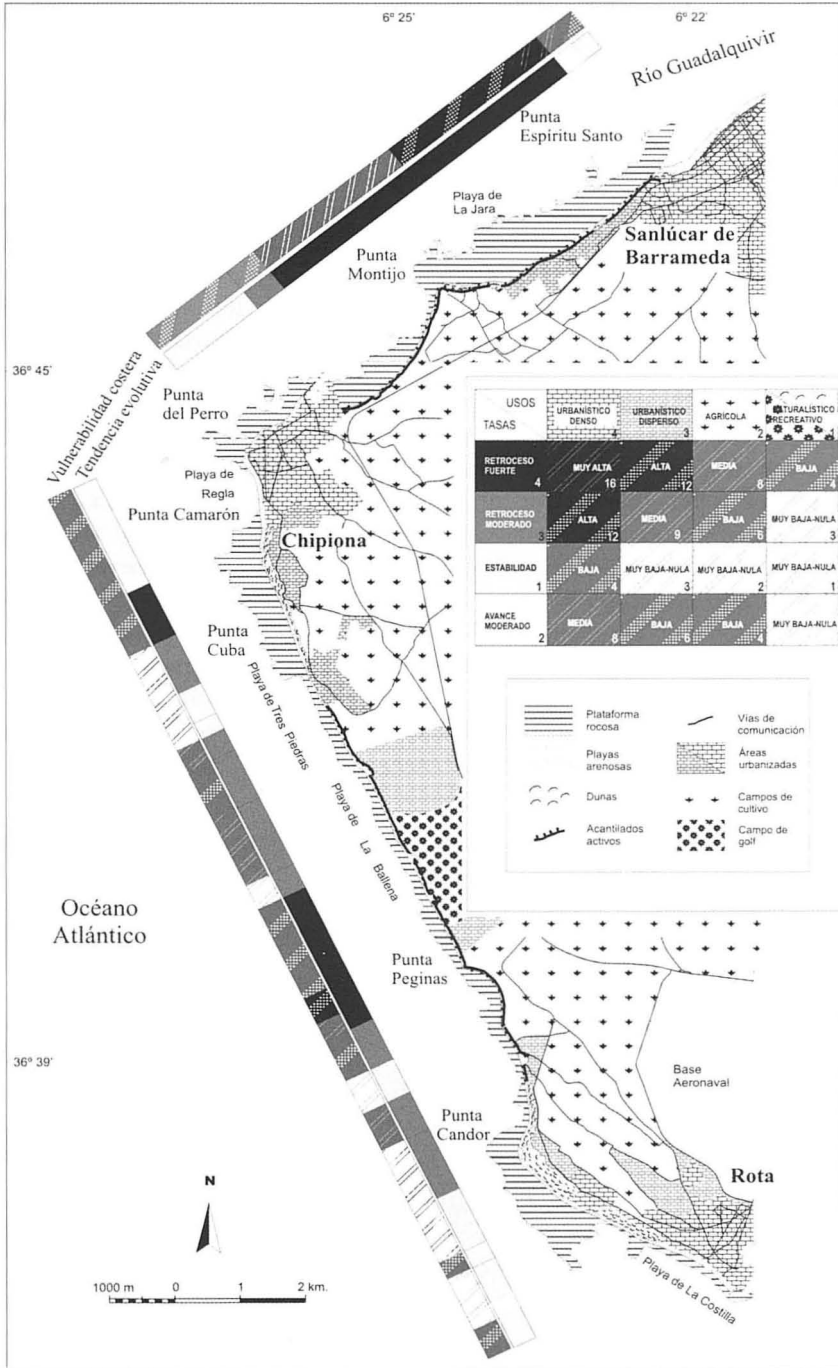 6º 25'
6º 22'
Río Guadalquivir
Punta
Espiritu Santo
Playa de
La Jara
Sanlúcar de
Barrameda
Punta
Montijo
36º 45'
Vulnerabilidad costera
Tendencia evolutiva
Punta
del Perro
Playa de
Regla
Punta Camarón
Chipiona
Punta
Cuba
Playa de Tres Piedras
Playa de La Ballena
Océano
Atlántico
Punta
Peginas
36º 39'
Base
Aeronaval
Punta
Candor
Rota
Playa de La Costilla
N
1000 m 0 1 2 km.
USOS
TASAS
URBANÍSTICO
DENSO
4
URBANÍSTICO
DISPERSO
3
AGRÍCOLA
2
NATURALÍSTICO
RECREATIVO
1
RETROCESO
FUERTE
4
MUY ALTA
16
ALTA
12
MEDIA
8
BAJA
4
RETROCESO
MODERADO
3
ALTA
12
MEDIA
9
BAJA
6
MUY BAJA-NULA
3
ESTABILIDAD
1
BAJA
4
MUY BAJA-NULA
3
MUY BAJA-NULA
2
MUY BAJA-NULA
1
AVANCE
MODERADO
2
MEDIA
8
BAJA
6
BAJA
4
MUY BAJA-NULA
Plataforma
rocosa
Playas
arenosas
Dunas
Acantilados
activos
Vías de
comunicación
Áreas
urbanizadas
Campos de
cultivo
Campo de
golf